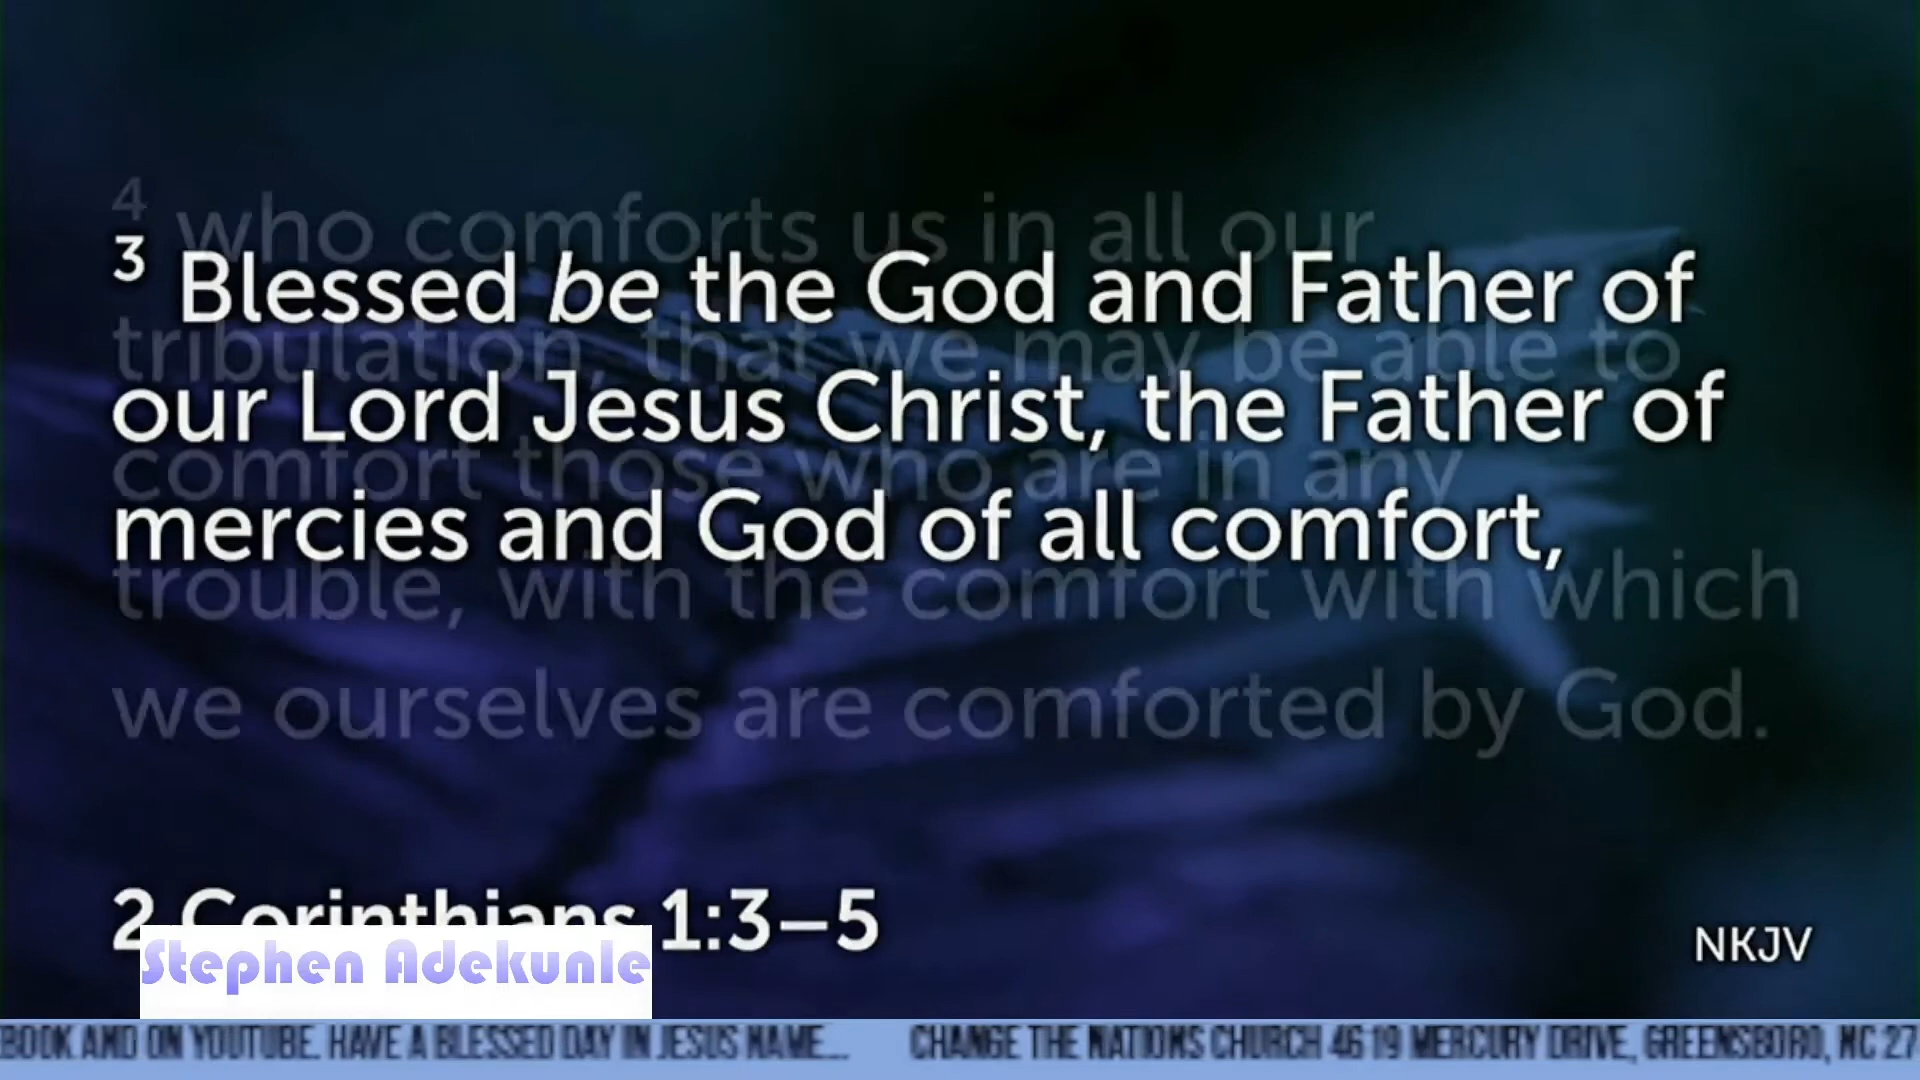 3 Blessed be the God and Father of
our Lord Jesus Christ, the Father of
mercies and God of all comfort,
4 who comforts us in all our
tribulation, that we may be able to
comfort those who are in any
trouble, with the comfort with which
we ourselves are comforted by God.
2 Corinthians 1:3–5
NKJV
Stephen Adekunle
BOOK AND ON YOUTUBE. HAVE A BLESSED DAY IN JESUS NAME... CHANGE THE NATIONS CHURCH 4619 MERCURY DRIVE, GREENSBORO, NC 27